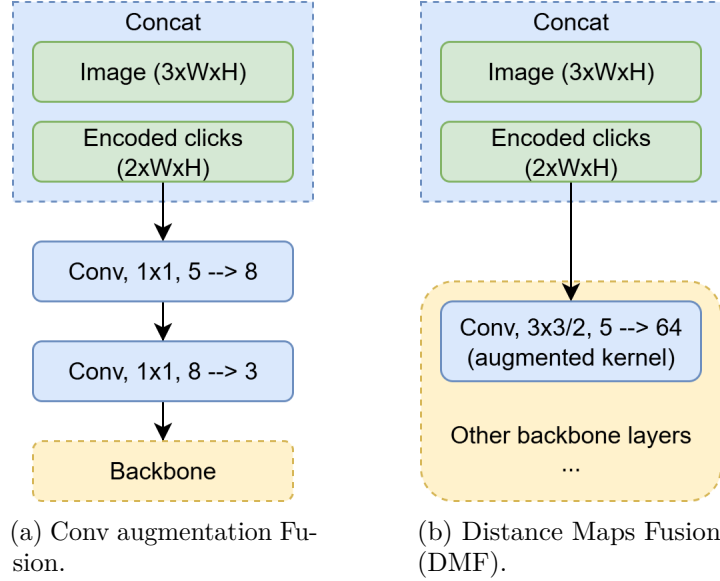 Concat
Image (3xWxH)
Encoded clicks
(2xWxH)
Conv, 1x1, 5 --> 8
Conv, 1x1, 8 --> 3
Backbone
(a) Conv augmentation Fu-
sion.
Concat
Image (3xWxH)
Encoded clicks
(2xWxH)
Conv, 3x3/2, 5 --> 64
(augmented kernel)
Other backbone layers
...
(b) Distance Maps Fusion
(DMF).